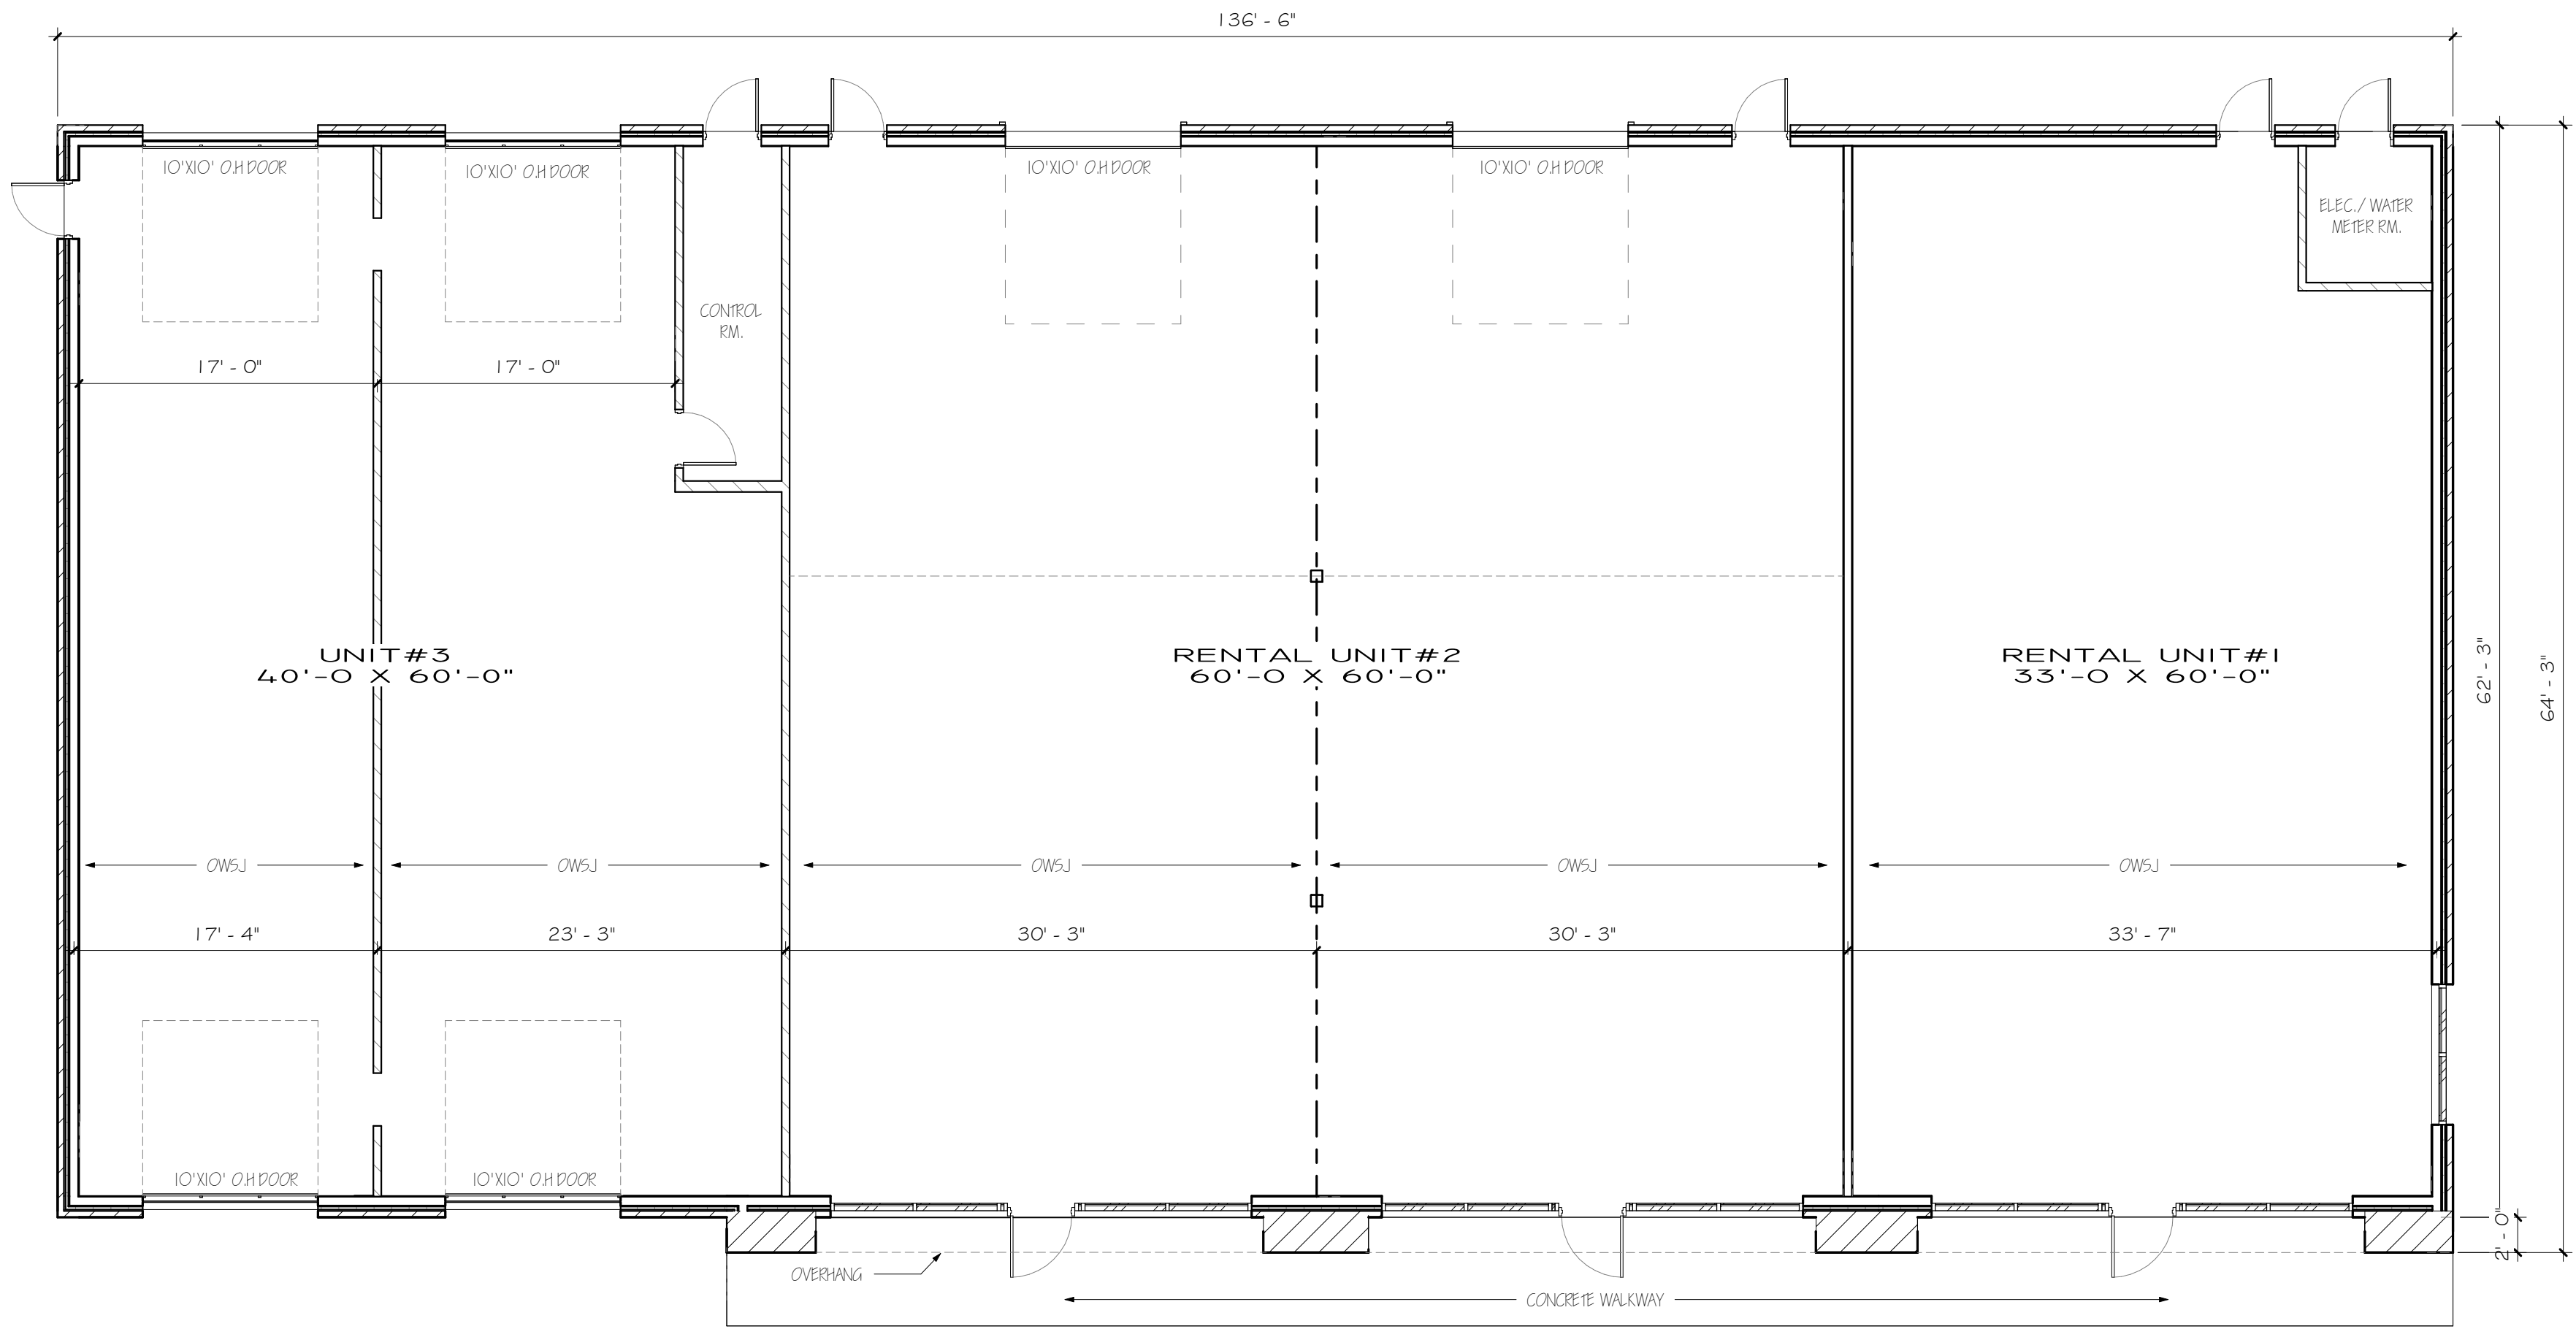 136' - 6"
10'X10' O.H DOOR
10'X10' O.H DOOR
10'X10' O.H DOOR
10'X10' O.H DOOR
ELEC./ WATER
METER RM.
CONTROL
RM.
17' - 0"
17' - 0"
UNIT#3
40'-0 X 60'-0"
RENTAL UNIT#2
60'-0 X 60'-0"
RENTAL UNIT#1
33'-0 X 60'-0"
62' - 3"
64' - 3"
OWSJ
OWSJ
OWSJ
OWSJ
OWSJ
17' - 4"
23' - 3"
30' - 3"
30' - 3"
33' - 7"
10'X10' O.H DOOR
10'X10' O.H DOOR
2' - 0"
OVERHANG
CONCRETE WALKWAY